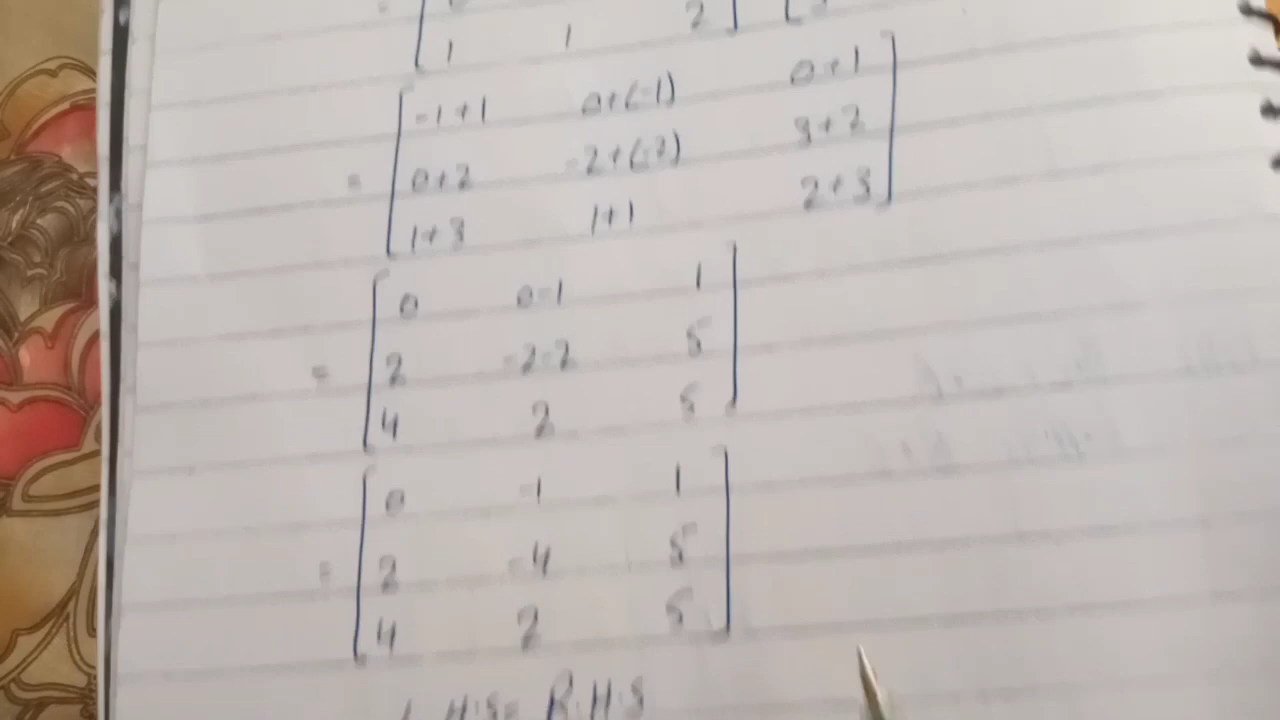 1 1 2
-1+1 0+(-1) 0+1
= 0+2 -2+(-2) 3+2
1+3 1+1 2+3
0 0-1 1
= 2 -2-2 5
4 2 5
0 -1 1
= 2 -4 5
4 2 5
L.H.S = R.H.S